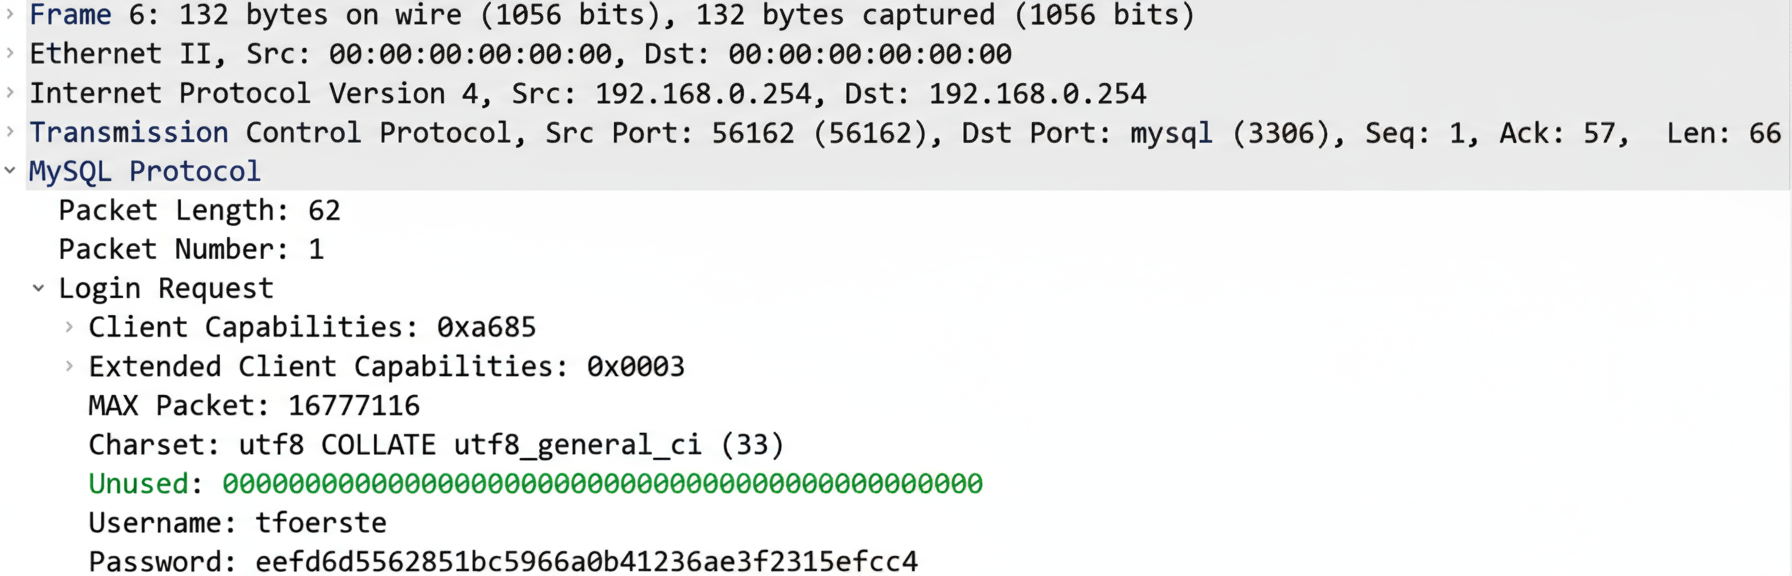 Frame 6: 132 bytes on wire (1056 bits), 132 bytes captured (1056 bits)
Ethernet II, Src: 00:00:00:00:00:00, Dst: 00:00:00:00:00:00
Internet Protocol Version 4, Src: 192.168.0.254, Dst: 192.168.0.254
Transmission Control Protocol, Src Port: 56162 (56162), Dst Port: mysql (3306), Seq: 1, Ack: 57, Len: 66
MySQL Protocol
Packet Length: 62
Packet Number: 1
Login Request
Client Capabilities: 0xa685
Extended Client Capabilities: 0x0003
MAX Packet: 16777116
Charset: utf8 COLLATE utf8_general_ci (33)
Unused: 0000000000000000000000000000000000000000000000
Username: tfoerste
Password: eefd6d5562851bc5966a0b41236ae3f2315efcc4